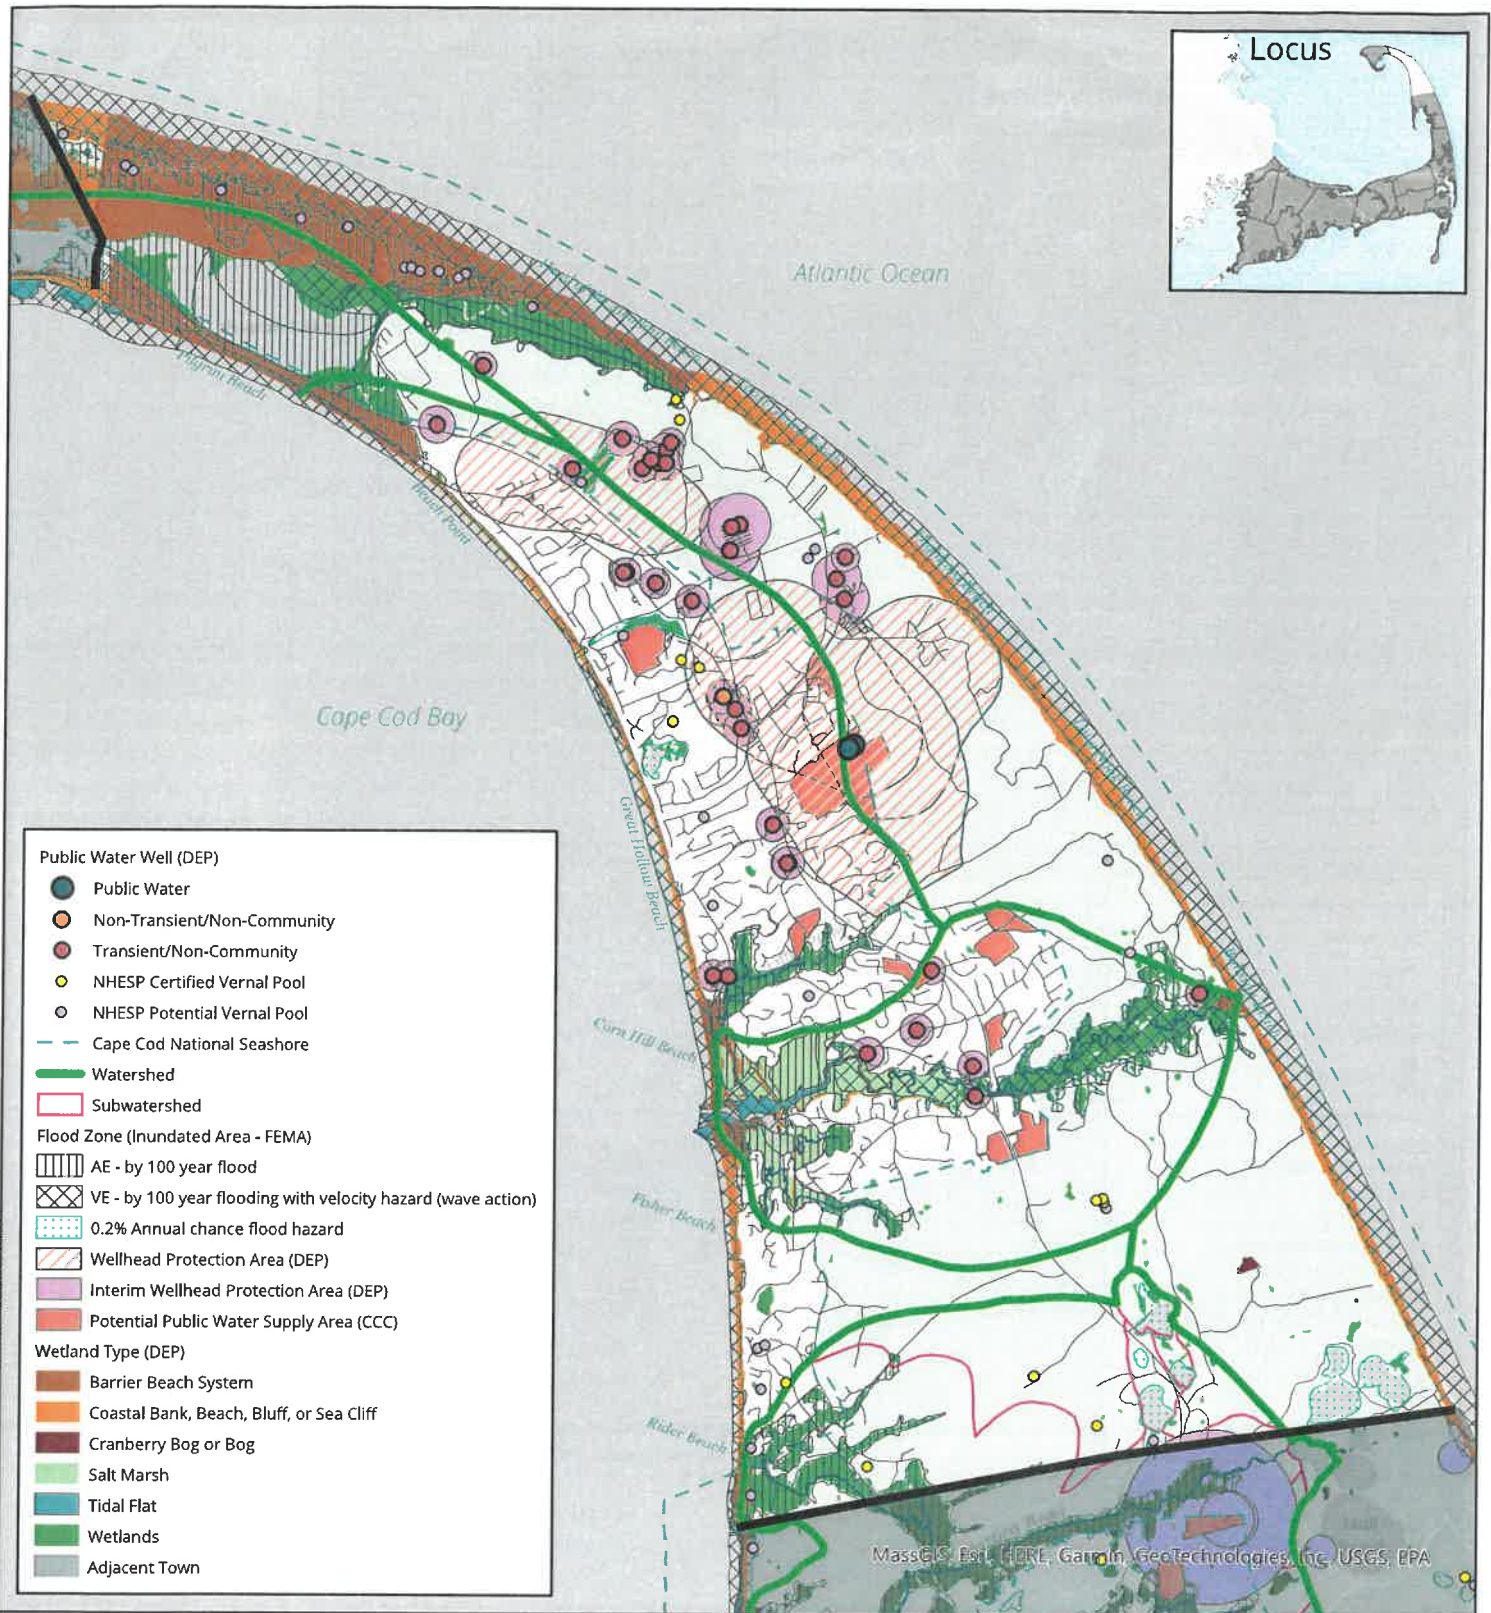 Locus
Atlantic Ocean
Pilgrim Beach
Beach Point
Cape Cod Bay
Great Hollow Beach
Corn Hill Beach
Fisher Beach
Rider Beach
Public Water Well (DEP)
Public Water
Non-Transient/Non-Community
Transient/Non-Community
NHESP Certified Vernal Pool
NHESP Potential Vernal Pool
Cape Cod National Seashore
Watershed
Subwatershed
Flood Zone (Inundated Area - FEMA)
AE - by 100 year flood
VE - by 100 year flooding with velocity hazard (wave action)
0.2% Annual chance flood hazard
Wellhead Protection Area (DEP)
Interim Wellhead Protection Area (DEP)
Potential Public Water Supply Area (CCC)
Wetland Type (DEP)
Barrier Beach System
Coastal Bank, Beach, Bluff, or Sea Cliff
Cranberry Bog or Bog
Salt Marsh
Tidal Flat
Wetlands
Adjacent Town
MassGIS, Esri, HERE, Garmin, GeoTechnologies, Inc., USGS, EPA